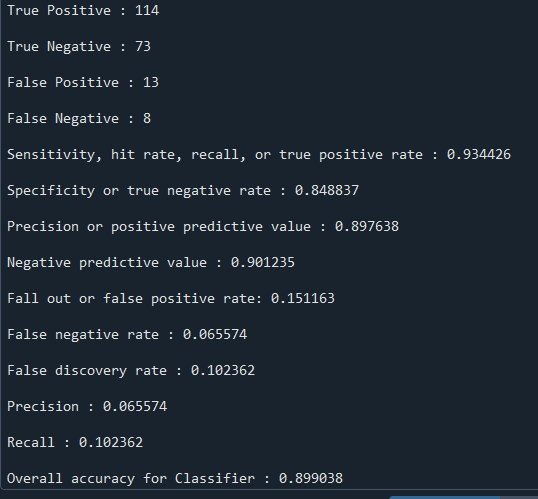 True Positive : 114
True Negative : 73
False Positive : 13
False Negative : 8
Sensitivity, hit rate, recall, or true positive rate : 0.934426
Specificity or true negative rate : 0.848837
Precision or positive predictive value : 0.897638
Negative predictive value : 0.901235
Fall out or false positive rate: 0.151163
False negative rate : 0.065574
False discovery rate : 0.102362
Precision : 0.065574
Recall : 0.102362
Overall accuracy for Classifier : 0.899038